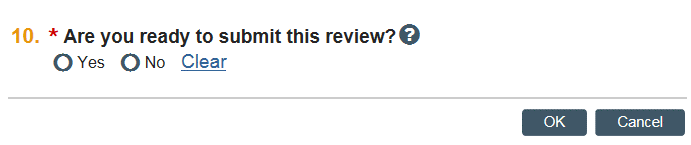 10. * Are you ready to submit this review? ?
Yes No Clear
OK Cancel